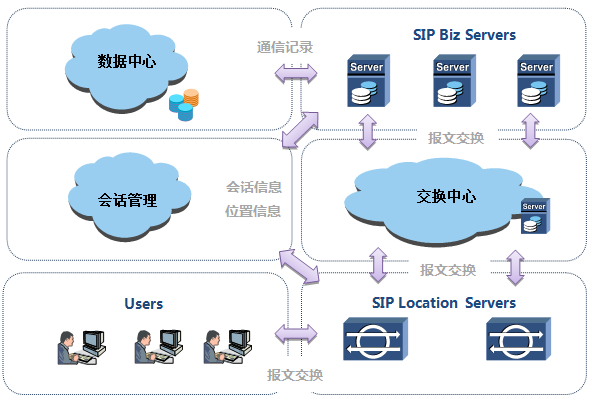 数据中心
通信记录
SIP Biz Servers
Server
Server
Server
报文交换
会话管理
会话信息
位置信息
交换中心
Server
报文交换
Users
SIP Location Servers
报文交换